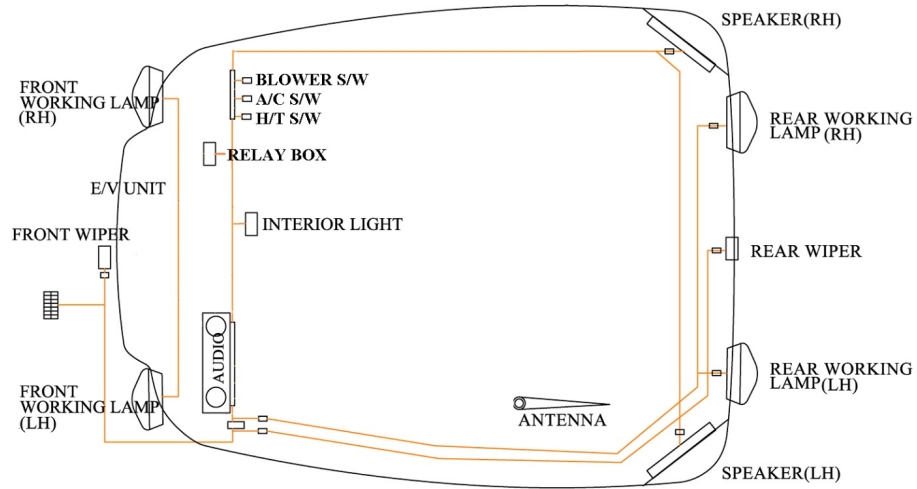 SPEAKER(RH)
FRONT
WORKING LAMP
(RH)
BLOWER S/W
A/C S/W
H/T S/W
REAR WORKING
LAMP(RH)
RELAY BOX
E/V UNIT
INTERIOR LIGHT
FRONT WIPER
REAR WIPER
AUDIO
REAR WORKING
LAMP(LH)
FRONT
WORKING LAMP
(LH)
ANTENNA
SPEAKER(LH)